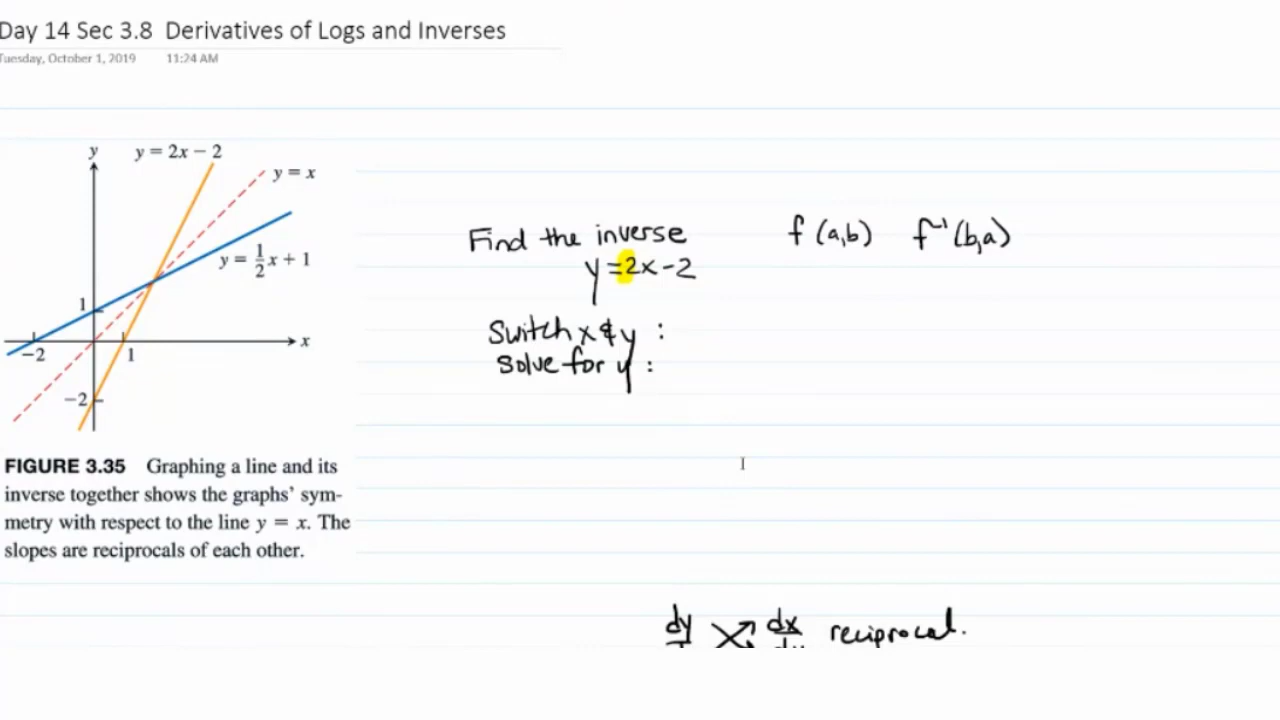 Day 14 Sec 3.8 Derivatives of Logs and Inverses
Tuesday, October 1, 2019 11:24 AM
y
y = 2x − 2
y = x
y = 1/2 x + 1
1
x
−2
1
−2
FIGURE 3.35 Graphing a line and its
inverse together shows the graphs' sym-
metry with respect to the line y = x. The
slopes are reciprocals of each other.
Find the inverse f (a,b) f⁻¹(b,a)
y = 2x - 2
Switch x & y :
Solve for y :
dy dx reciprocal.